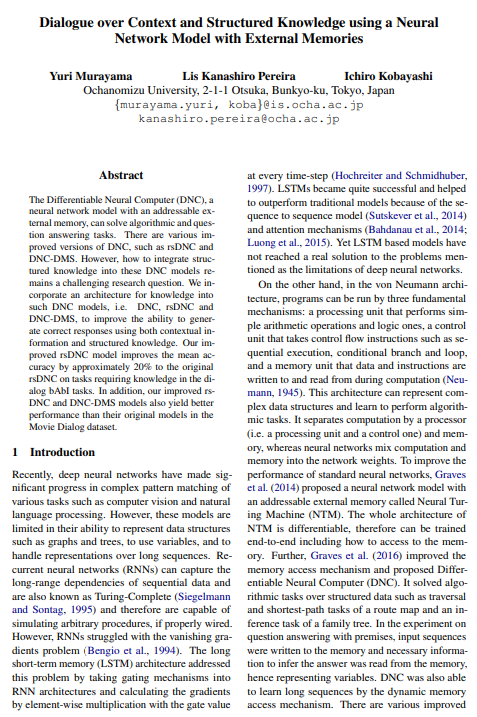 Dialogue over Context and Structured Knowledge using a Neural
Network Model with External Memories
Yuri Murayama Lis Kanashiro Pereira Ichiro Kobayashi
Ochanomizu University, 2-1-1 Otsuka, Bunkyo-ku, Tokyo, Japan
{murayama.yuri, koba}@is.ocha.ac.jp
kanashiro.pereira@ocha.ac.jp
Abstract
The Differentiable Neural Computer (DNC), a
neural network model with an addressable ex-
ternal memory, can solve algorithmic and ques-
tion answering tasks. There are various im-
proved versions of DNC, such as rsDNC and
DNC-DMS. However, how to integrate struc-
tured knowledge into these DNC models re-
mains a challenging research question. We in-
corporate an architecture for knowledge into
such DNC models, i.e. DNC, rsDNC and
DNC-DMS, to improve the ability to gener-
ate correct responses using both contextual in-
formation and structured knowledge. Our im-
proved rsDNC model improves the mean ac-
curacy by approximately 20% to the original
rsDNC on tasks requiring knowledge in the di-
alog bAbI tasks. In addition, our improved rs-
DNC and DNC-DMS models also yield better
performance than their original models in the
Movie Dialog dataset.
1 Introduction
Recently, deep neural networks have made sig-
nificant progress in complex pattern matching of
various tasks such as computer vision and natural
language processing. However, these models are
limited in their ability to represent data structures
such as graphs and trees, to use variables, and to
handle representations over long sequences. Re-
current neural networks (RNNs) can capture the
long-range dependencies of sequential data and
are also known as Turing-Complete (Siegelmann
and Sontag, 1995) and therefore are capable of
simulating arbitrary procedures, if properly wired.
However, RNNs struggled with the vanishing gra-
dients problem (Bengio et al., 1994). The long
short-term memory (LSTM) architecture addressed
this problem by taking gating mechanisms into
RNN architectures and calculating the gradients
by element-wise multiplication with the gate value
at every time-step (Hochreiter and Schmidhuber,
1997). LSTMs became quite successful and helped
to outperform traditional models because of the se-
quence to sequence model (Sutskever et al., 2014)
and attention mechanisms (Bahdanau et al., 2014;
Luong et al., 2015). Yet LSTM based models have
not reached a real solution to the problems men-
tioned as the limitations of deep neural networks.
On the other hand, in the von Neumann archi-
tecture, programs can be run by three fundamental
mechanisms: a processing unit that performs sim-
ple arithmetic operations and logic ones, a control
unit that takes control flow instructions such as se-
quential execution, conditional branch and loop,
and a memory unit that data and instructions are
written to and read from during computation (Neu-
mann, 1945). This architecture can represent com-
plex data structures and learn to perform algorith-
mic tasks. It separates computation by a processor
(i.e. a processing unit and a control one) and mem-
ory, whereas neural networks mix computation and
memory into the network weights. To improve the
performance of standard neural networks, Graves
et al. (2014) proposed a neural network model with
an addressable external memory called Neural Tur-
ing Machine (NTM). The whole architecture of
NTM is differentiable, therefore can be trained
end-to-end including how to access to the mem-
ory. Further, Graves et al. (2016) improved the
memory access mechanism and proposed Differ-
entiable Neural Computer (DNC). It solved algo-
rithmic tasks over structured data such as traversal
and shortest-path tasks of a route map and an in-
ference task of a family tree. In the experiment on
question answering with premises, input sequences
were written to the memory and necessary informa-
tion to infer the answer was read from the memory,
hence representing variables. DNC was also able
to learn long sequences by the dynamic memory
access mechanism. There are various improved